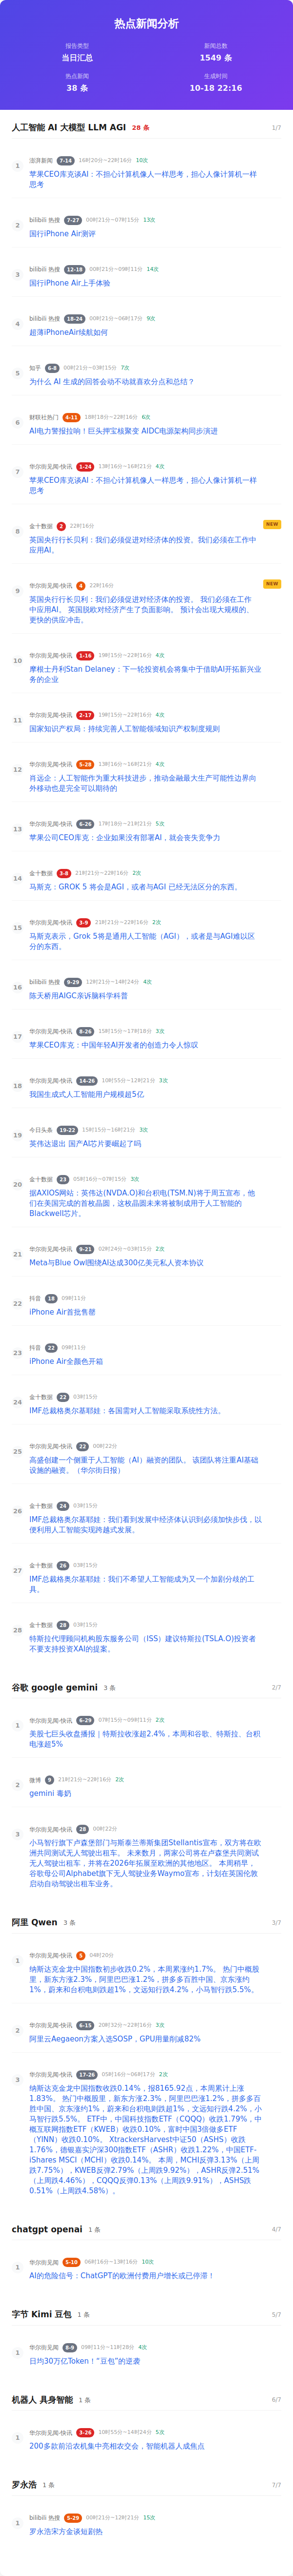 热点新闻分析
报告类型
当日汇总
新闻总数
1549 条
热点新闻
38 条
生成时间
10-18 22:16
人工智能 AI 大模型 LLM AGI 28 条 1/7
1
澎湃新闻 7-14 16时20分~22时16分 10次
苹果CEO库克谈AI：不担心计算机像人一样思考，担心人像计算机一样
思考
2
bilibili 热搜 7-27 00时21分~07时15分 13次
国行iPhone Air测评
3
bilibili 热搜 12-18 00时21分~09时11分 14次
国行iPhone Air上手体验
4
bilibili 热搜 18-24 00时21分~06时17分 9次
超薄iPhoneAir续航如何
5
知乎 6-8 00时21分~03时15分 7次
为什么 AI 生成的回答会动不动就喜欢分点和总结？
6
财联社热门 4-11 18时18分~22时16分 6次
AI电力警报拉响！巨头押宝核聚变 AIDC电源架构同步演进
7
华尔街见闻-快讯 1-24 13时16分~16时21分 4次
苹果CEO库克谈AI：不担心计算机像人一样思考，担心人像计算机一样
思考
8
金十数据 2 22时16分
NEW
英国央行行长贝利：我们必须促进对经济体的投资。我们必须在工作中
应用AI。
9
华尔街见闻-快讯 4 22时16分
NEW
英国央行行长贝利：我们必须促进对经济体的投资。 我们必须在工作
中应用AI。 英国脱欧对经济产生了负面影响。 预计会出现大规模的、
更快的供应冲击。
10
华尔街见闻-快讯 1-16 19时15分~22时16分 4次
摩根士丹利Stan Delaney：下一轮投资机会将集中于借助AI开拓新兴业
务的企业
11
华尔街见闻-快讯 2-17 19时15分~22时16分 4次
国家知识产权局：持续完善人工智能领域知识产权制度规则
12
华尔街见闻-快讯 5-28 13时16分~16时21分 4次
肖远企：人工智能作为重大科技进步，推动金融最大生产可能性边界向
外移动也是完全可以期待的
13
华尔街见闻-快讯 6-26 17时18分~21时21分 5次
苹果公司CEO库克：企业如果没有部署AI，就会丧失竞争力
14
金十数据 3-8 21时21分~22时16分 2次
马斯克：GROK 5 将会是AGI，或者与AGI 已经无法区分的东西。
15
华尔街见闻-快讯 3-9 21时21分~22时16分 2次
马斯克表示，Grok 5将是通用人工智能（AGI），或者是与AGI难以区
分的东西。
16
bilibili 热搜 9-29 12时21分~14时24分 4次
陈天桥用AIGC亲诉脑科学科普
17
华尔街见闻-快讯 8-26 15时15分~17时18分 3次
苹果CEO库克：中国年轻AI开发者的创造力令人惊叹
18
华尔街见闻-快讯 14-26 10时55分~12时21分 3次
我国生成式人工智能用户规模超5亿
19
今日头条 19-22 15时15分~16时21分 3次
英伟达退出 国产AI芯片要崛起了吗
20
金十数据 23 05时16分~07时15分 3次
据AXIOS网站：英伟达(NVDA.O)和台积电(TSM.N)将于周五宣布，他
们在美国完成的首枚晶圆，这枚晶圆未来将被制成用于人工智能的
Blackwell芯片。
21
华尔街见闻-快讯 9-21 02时24分~03时15分 2次
Meta与Blue Owl围绕AI达成300亿美元私人资本协议
22
抖音 18 09时11分
iPhone Air首批售罄
23
抖音 22 09时11分
iPhone Air全颜色开箱
24
金十数据 22 03时15分
IMF总裁格奥尔基耶娃：各国需对人工智能采取系统性方法。
25
华尔街见闻-快讯 22 00时22分
高盛创建一个侧重于人工智能（AI）融资的团队。 该团队将注重AI基础
设施的融资。（华尔街日报）
26
金十数据 24 03时15分
IMF总裁格奥尔基耶娃：我们看到发展中经济体认识到必须加快步伐，以
便利用人工智能实现跨越式发展。
27
金十数据 26 03时15分
IMF总裁格奥尔基耶娃：我们不希望人工智能成为又一个加剧分歧的工
具。
28
金十数据 28 03时15分
特斯拉代理顾问机构股东服务公司（ISS）建议特斯拉(TSLA.O)投资者
不要支持投资XAI的提案。
谷歌 google gemini 3 条 2/7
1
华尔街见闻-快讯 6-29 07时15分~09时11分 2次
美股七巨头收盘播报｜特斯拉收涨超2.4%，本周和谷歌、特斯拉、台积
电涨超5%
2
微博 9 21时21分~22时16分 2次
gemini 毒奶
3
华尔街见闻-快讯 28 00时22分
小马智行旗下卢森堡部门与斯泰兰蒂斯集团Stellantis宣布，双方将在欧
洲共同测试无人驾驶出租车。 未来数月，两家公司将在卢森堡共同测试
无人驾驶出租车，并将在2026年拓展至欧洲的其他地区。 本周稍早，
谷歌母公司Alphabet旗下无人驾驶业务Waymo宣布，计划在英国伦敦
启动自动驾驶出租车业务。
阿里 Qwen 3 条 3/7
1
华尔街见闻-快讯 5 04时20分
纳斯达克金龙中国指数初步收跌0.2%，本周累涨约1.7%。 热门中概股
里，新东方涨2.3%，阿里巴巴涨1.2%，拼多多百胜中国、京东涨约
1%，蔚来和台积电则跌超1%，文远知行跌4.2%，小马智行跌5.5%。
2
华尔街见闻-快讯 6-15 20时32分~22时16分 3次
阿里云Aegaeon方案入选SOSP，GPU用量削减82%
3
华尔街见闻-快讯 17-26 05时16分~06时17分 2次
纳斯达克金龙中国指数收跌0.14%，报8165.92点，本周累计上涨
1.83%。 热门中概股里，新东方涨2.3%，阿里巴巴涨1.2%，拼多多百
胜中国、京东涨约1%，蔚来和台积电则跌超1%，文远知行跌4.2%，小
马智行跌5.5%。 ETF中，中国科技指数ETF（CQQQ）收跌1.79%，中
概互联网指数ETF（KWEB）收跌0.10%，富时中国3倍做多ETF
（YINN）收跌0.10%。 XtrackersHarvest中证50（ASHS）收跌
1.76%，德银嘉实沪深300指数ETF（ASHR）收跌1.22%，中国ETF-
iShares MSCI（MCHI）收跌0.14%。 本周，MCHI反弹3.13%（上周
跌7.75%），KWEB反弹2.79%（上周跌9.92%），ASHR反弹2.51%
（上周跌4.46%），CQQQ反弹0.13%（上周跌9.91%），ASHS跌
0.51%（上周跌4.58%）。
chatgpt openai 1 条 4/7
1
华尔街见闻 5-10 06时16分~13时16分 10次
AI的危险信号：ChatGPT的欧洲付费用户增长或已停滞！
字节 Kimi 豆包 1 条 5/7
1
华尔街见闻 8-9 09时11分~11时28分 4次
日均30万亿Token！“豆包”的逆袭
机器人 具身智能 1 条 6/7
1
华尔街见闻-快讯 3-26 10时55分~14时24分 5次
200多款前沿农机集中亮相农交会，智能机器人成焦点
罗永浩 1 条 7/7
1
bilibili 热搜 5-29 00时21分~12时21分 15次
罗永浩宋方金谈短剧热